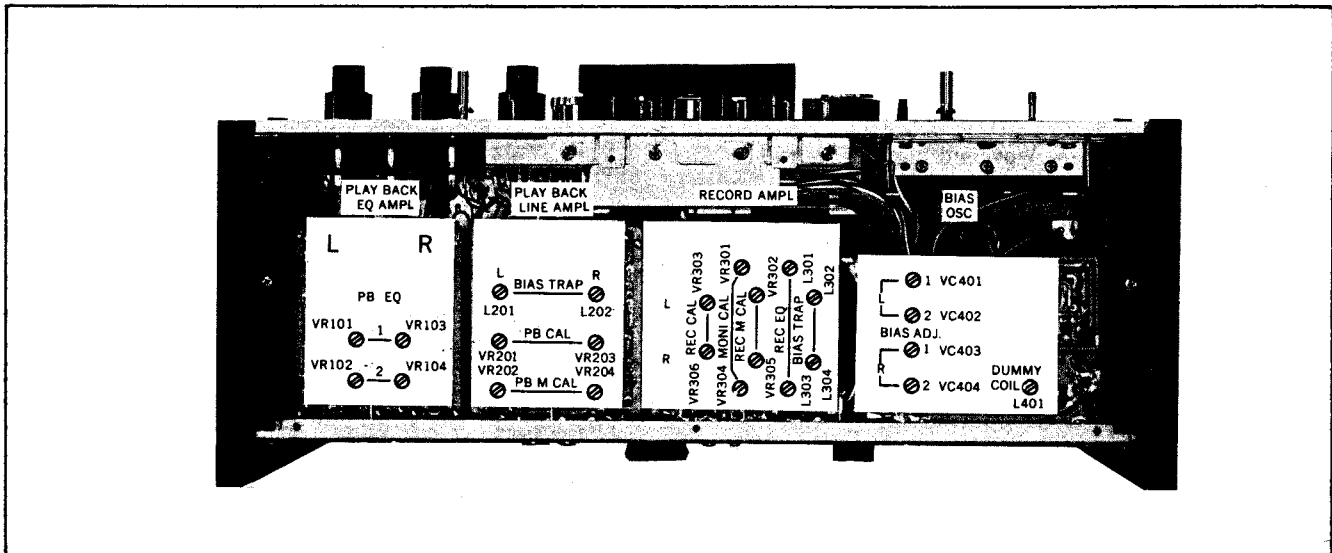 PLAY BACK
EQ AMPL
PLAY BACK
LINE AMPL
RECORD AMPL
BIAS
OSC
L R
PB EQ
VR101 1 VR103
VR102 2 VR104
L R
BIAS TRAP
L201 L202
PB CAL
VR201 VR203
VR202 VR204
PB M CAL
L
R
VR303
REC CAL
VR306
VR301
MONI CAL
VR304
REC M CAL
VR302
VR305
REC EQ
L301
L303
BIAS TRAP
L302
L304
1 VC401
L
2 VC402
BIAS ADJ.
1 VC403
R
2 VC404
DUMMY
COIL
L401